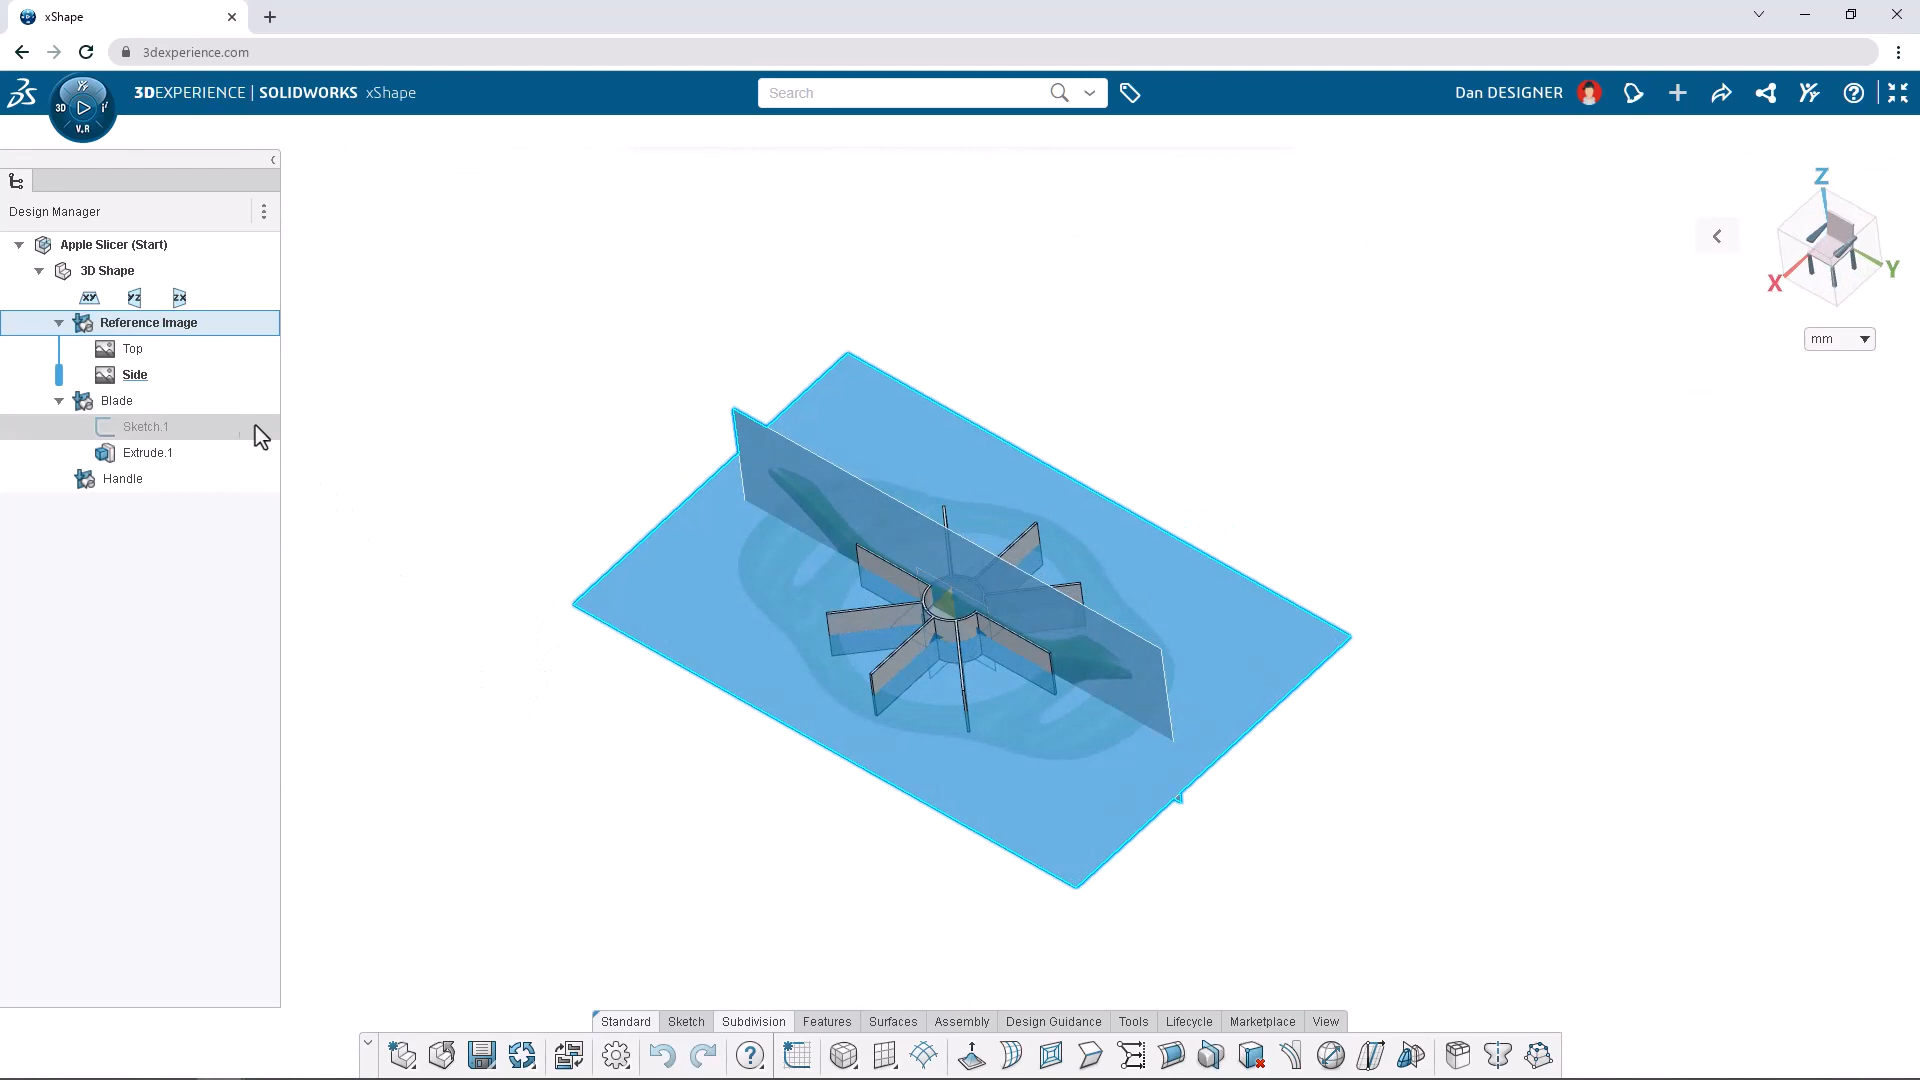 xShape
3dexperience.com
3DEXPERIENCE | SOLIDWORKS xShape
Search
Dan DESIGNER
3D
V.R
Design Manager
Apple Slicer (Start)
3D Shape
XY YZ ZX
Reference Image
Top
Side
Blade
Sketch.1
Extrude.1
Handle
Z
X
Y
mm
Standard Sketch Subdivision Features Surfaces Assembly Design Guidance Tools Lifecycle Marketplace View